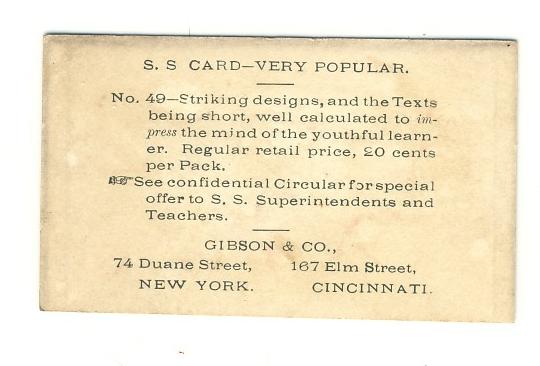 S. S CARD—VERY POPULAR.
No. 49—Striking designs, and the Texts
being short, well calculated to im-
press the mind of the youthful learn-
er. Regular retail price, 20 cents
per Pack.
☞See confidential Circular for special
offer to S. S. Superintendents and
Teachers.
GIBSON & CO.,
74 Duane Street, 167 Elm Street,
NEW YORK. CINCINNATI.